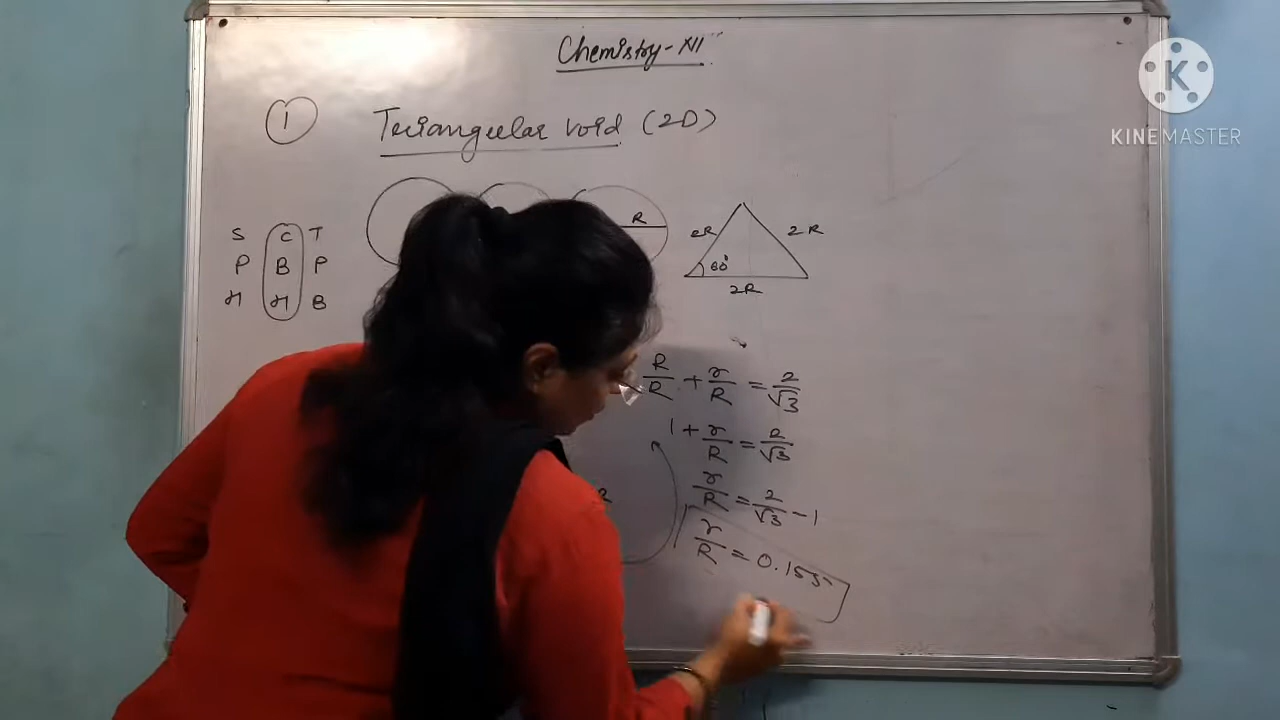 Chemistry-XII
K
KINEMASTER
1 Triangular void (2D)
R
S C T
P B P
H H B
2R 2R
60°
2R
R/R + r/R = 2/√3
1 + r/R = 2/√3
r/R = 2/√3 - 1
r/R = 0.155